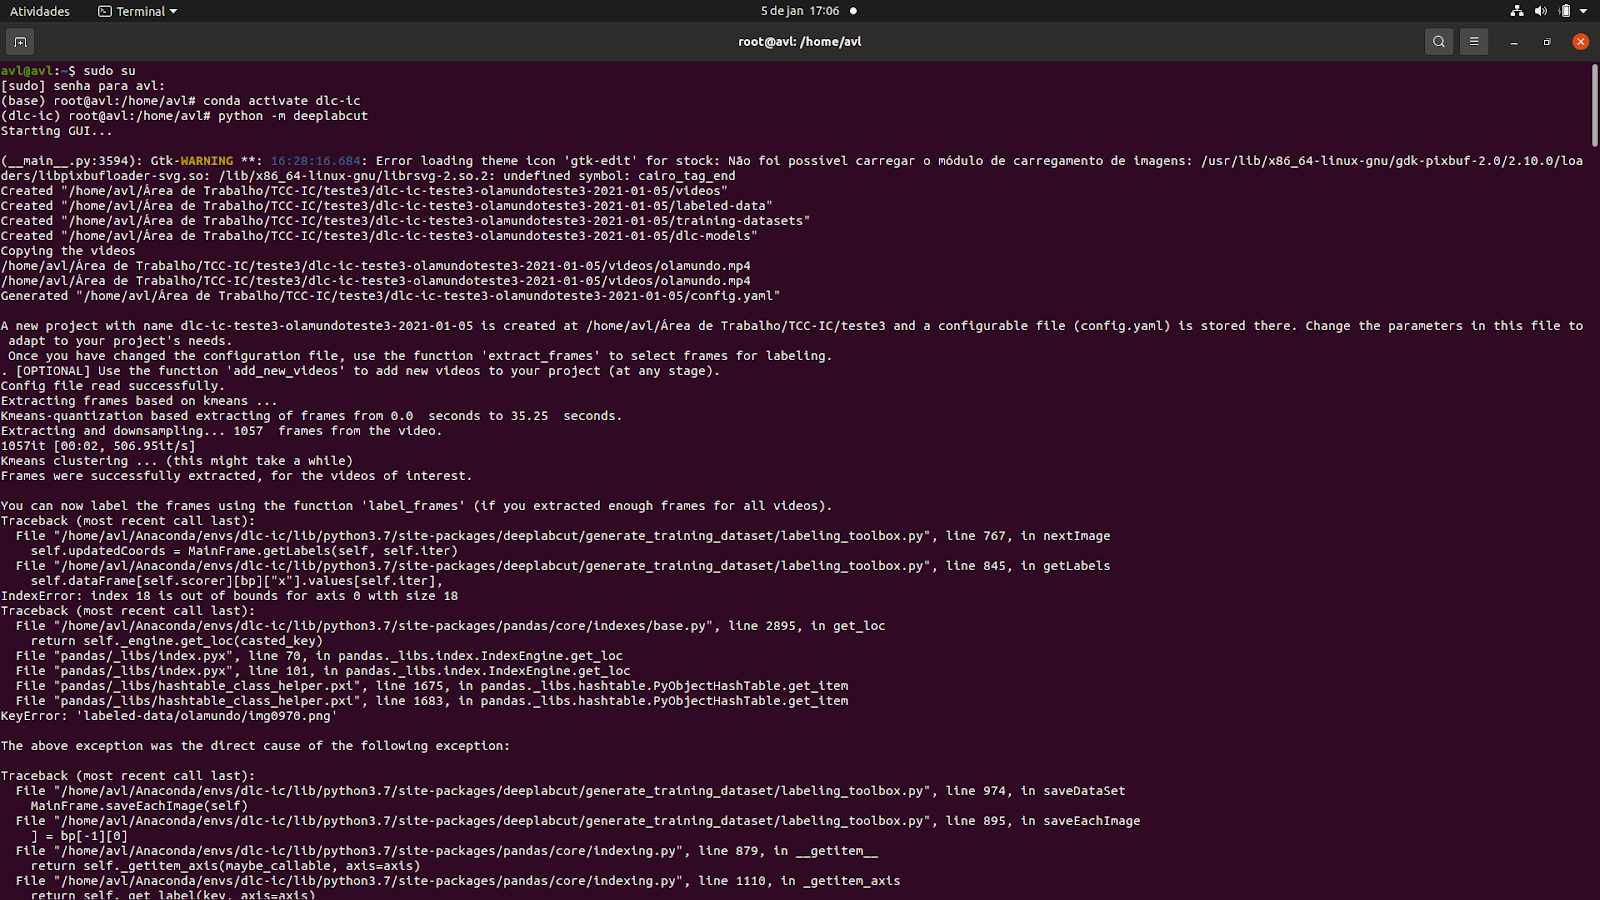 Atividades
Terminal
5 de jan 17:06
root@avl: /home/avl
avl@avl:~$ sudo su
[sudo] senha para avl:
(base) root@avl:/home/avl# conda activate dlc-ic
(dlc-ic) root@avl:/home/avl# python -m deeplabcut
Starting GUI...
(__main__.py:3594): Gtk-WARNING **: 16:28:16.684: Error loading theme icon 'gtk-edit' for stock: Não foi possível carregar o módulo de carregamento de imagens: /usr/lib/x86_64-linux-gnu/gdk-pixbuf-2.0/2.10.0/loa
ders/libpixbufloader-svg.so: /lib/x86_64-linux-gnu/librsvg-2.so.2: undefined symbol: cairo_tag_end
Created "/home/avl/Área de Trabalho/TCC-IC/teste3/dlc-ic-teste3-olamundoteste3-2021-01-05/videos"
Created "/home/avl/Área de Trabalho/TCC-IC/teste3/dlc-ic-teste3-olamundoteste3-2021-01-05/labeled-data"
Created "/home/avl/Área de Trabalho/TCC-IC/teste3/dlc-ic-teste3-olamundoteste3-2021-01-05/training-datasets"
Created "/home/avl/Área de Trabalho/TCC-IC/teste3/dlc-ic-teste3-olamundoteste3-2021-01-05/dlc-models"
Copying the videos
/home/avl/Área de Trabalho/TCC-IC/teste3/dlc-ic-teste3-olamundoteste3-2021-01-05/videos/olamundo.mp4
/home/avl/Área de Trabalho/TCC-IC/teste3/dlc-ic-teste3-olamundoteste3-2021-01-05/videos/olamundo.mp4
Generated "/home/avl/Área de Trabalho/TCC-IC/teste3/dlc-ic-teste3-olamundoteste3-2021-01-05/config.yaml"
A new project with name dlc-ic-teste3-olamundoteste3-2021-01-05 is created at /home/avl/Área de Trabalho/TCC-IC/teste3 and a configurable file (config.yaml) is stored there. Change the parameters in this file to
 adapt to your project's needs.
 Once you have changed the configuration file, use the function 'extract_frames' to select frames for labeling.
. [OPTIONAL] Use the function 'add_new_videos' to add new videos to your project (at any stage).
Config file read successfully.
Extracting frames based on kmeans ...
Kmeans-quantization based extracting of frames from 0.0  seconds to 35.25  seconds.
Extracting and downsampling... 1057  frames from the video.
1057it [00:02, 506.95it/s]
Kmeans clustering ... (this might take a while)
Frames were successfully extracted, for the videos of interest.
You can now label the frames using the function 'label_frames' (if you extracted enough frames for all videos).
Traceback (most recent call last):
  File "/home/avl/Anaconda/envs/dlc-ic/lib/python3.7/site-packages/deeplabcut/generate_training_dataset/labeling_toolbox.py", line 767, in nextImage
    self.updatedCoords = MainFrame.getLabels(self, self.iter)
  File "/home/avl/Anaconda/envs/dlc-ic/lib/python3.7/site-packages/deeplabcut/generate_training_dataset/labeling_toolbox.py", line 845, in getLabels
    self.dataFrame[self.scorer][bp]["x"].values[self.iter],
IndexError: index 18 is out of bounds for axis 0 with size 18
Traceback (most recent call last):
  File "/home/avl/Anaconda/envs/dlc-ic/lib/python3.7/site-packages/pandas/core/indexes/base.py", line 2895, in get_loc
    return self._engine.get_loc(casted_key)
  File "pandas/_libs/index.pyx", line 70, in pandas._libs.index.IndexEngine.get_loc
  File "pandas/_libs/index.pyx", line 101, in pandas._libs.index.IndexEngine.get_loc
  File "pandas/_libs/hashtable_class_helper.pxi", line 1675, in pandas._libs.hashtable.PyObjectHashTable.get_item
  File "pandas/_libs/hashtable_class_helper.pxi", line 1683, in pandas._libs.hashtable.PyObjectHashTable.get_item
KeyError: 'labeled-data/olamundo/img0970.png'
The above exception was the direct cause of the following exception:
Traceback (most recent call last):
  File "/home/avl/Anaconda/envs/dlc-ic/lib/python3.7/site-packages/deeplabcut/generate_training_dataset/labeling_toolbox.py", line 974, in saveDataSet
    MainFrame.saveEachImage(self)
  File "/home/avl/Anaconda/envs/dlc-ic/lib/python3.7/site-packages/deeplabcut/generate_training_dataset/labeling_toolbox.py", line 895, in saveEachImage
    ] = bp[-1][0]
  File "/home/avl/Anaconda/envs/dlc-ic/lib/python3.7/site-packages/pandas/core/indexing.py", line 879, in __getitem__
    return self._getitem_axis(maybe_callable, axis=axis)
  File "/home/avl/Anaconda/envs/dlc-ic/lib/python3.7/site-packages/pandas/core/indexing.py", line 1110, in _getitem_axis
    return self._get_label(key, axis=axis)